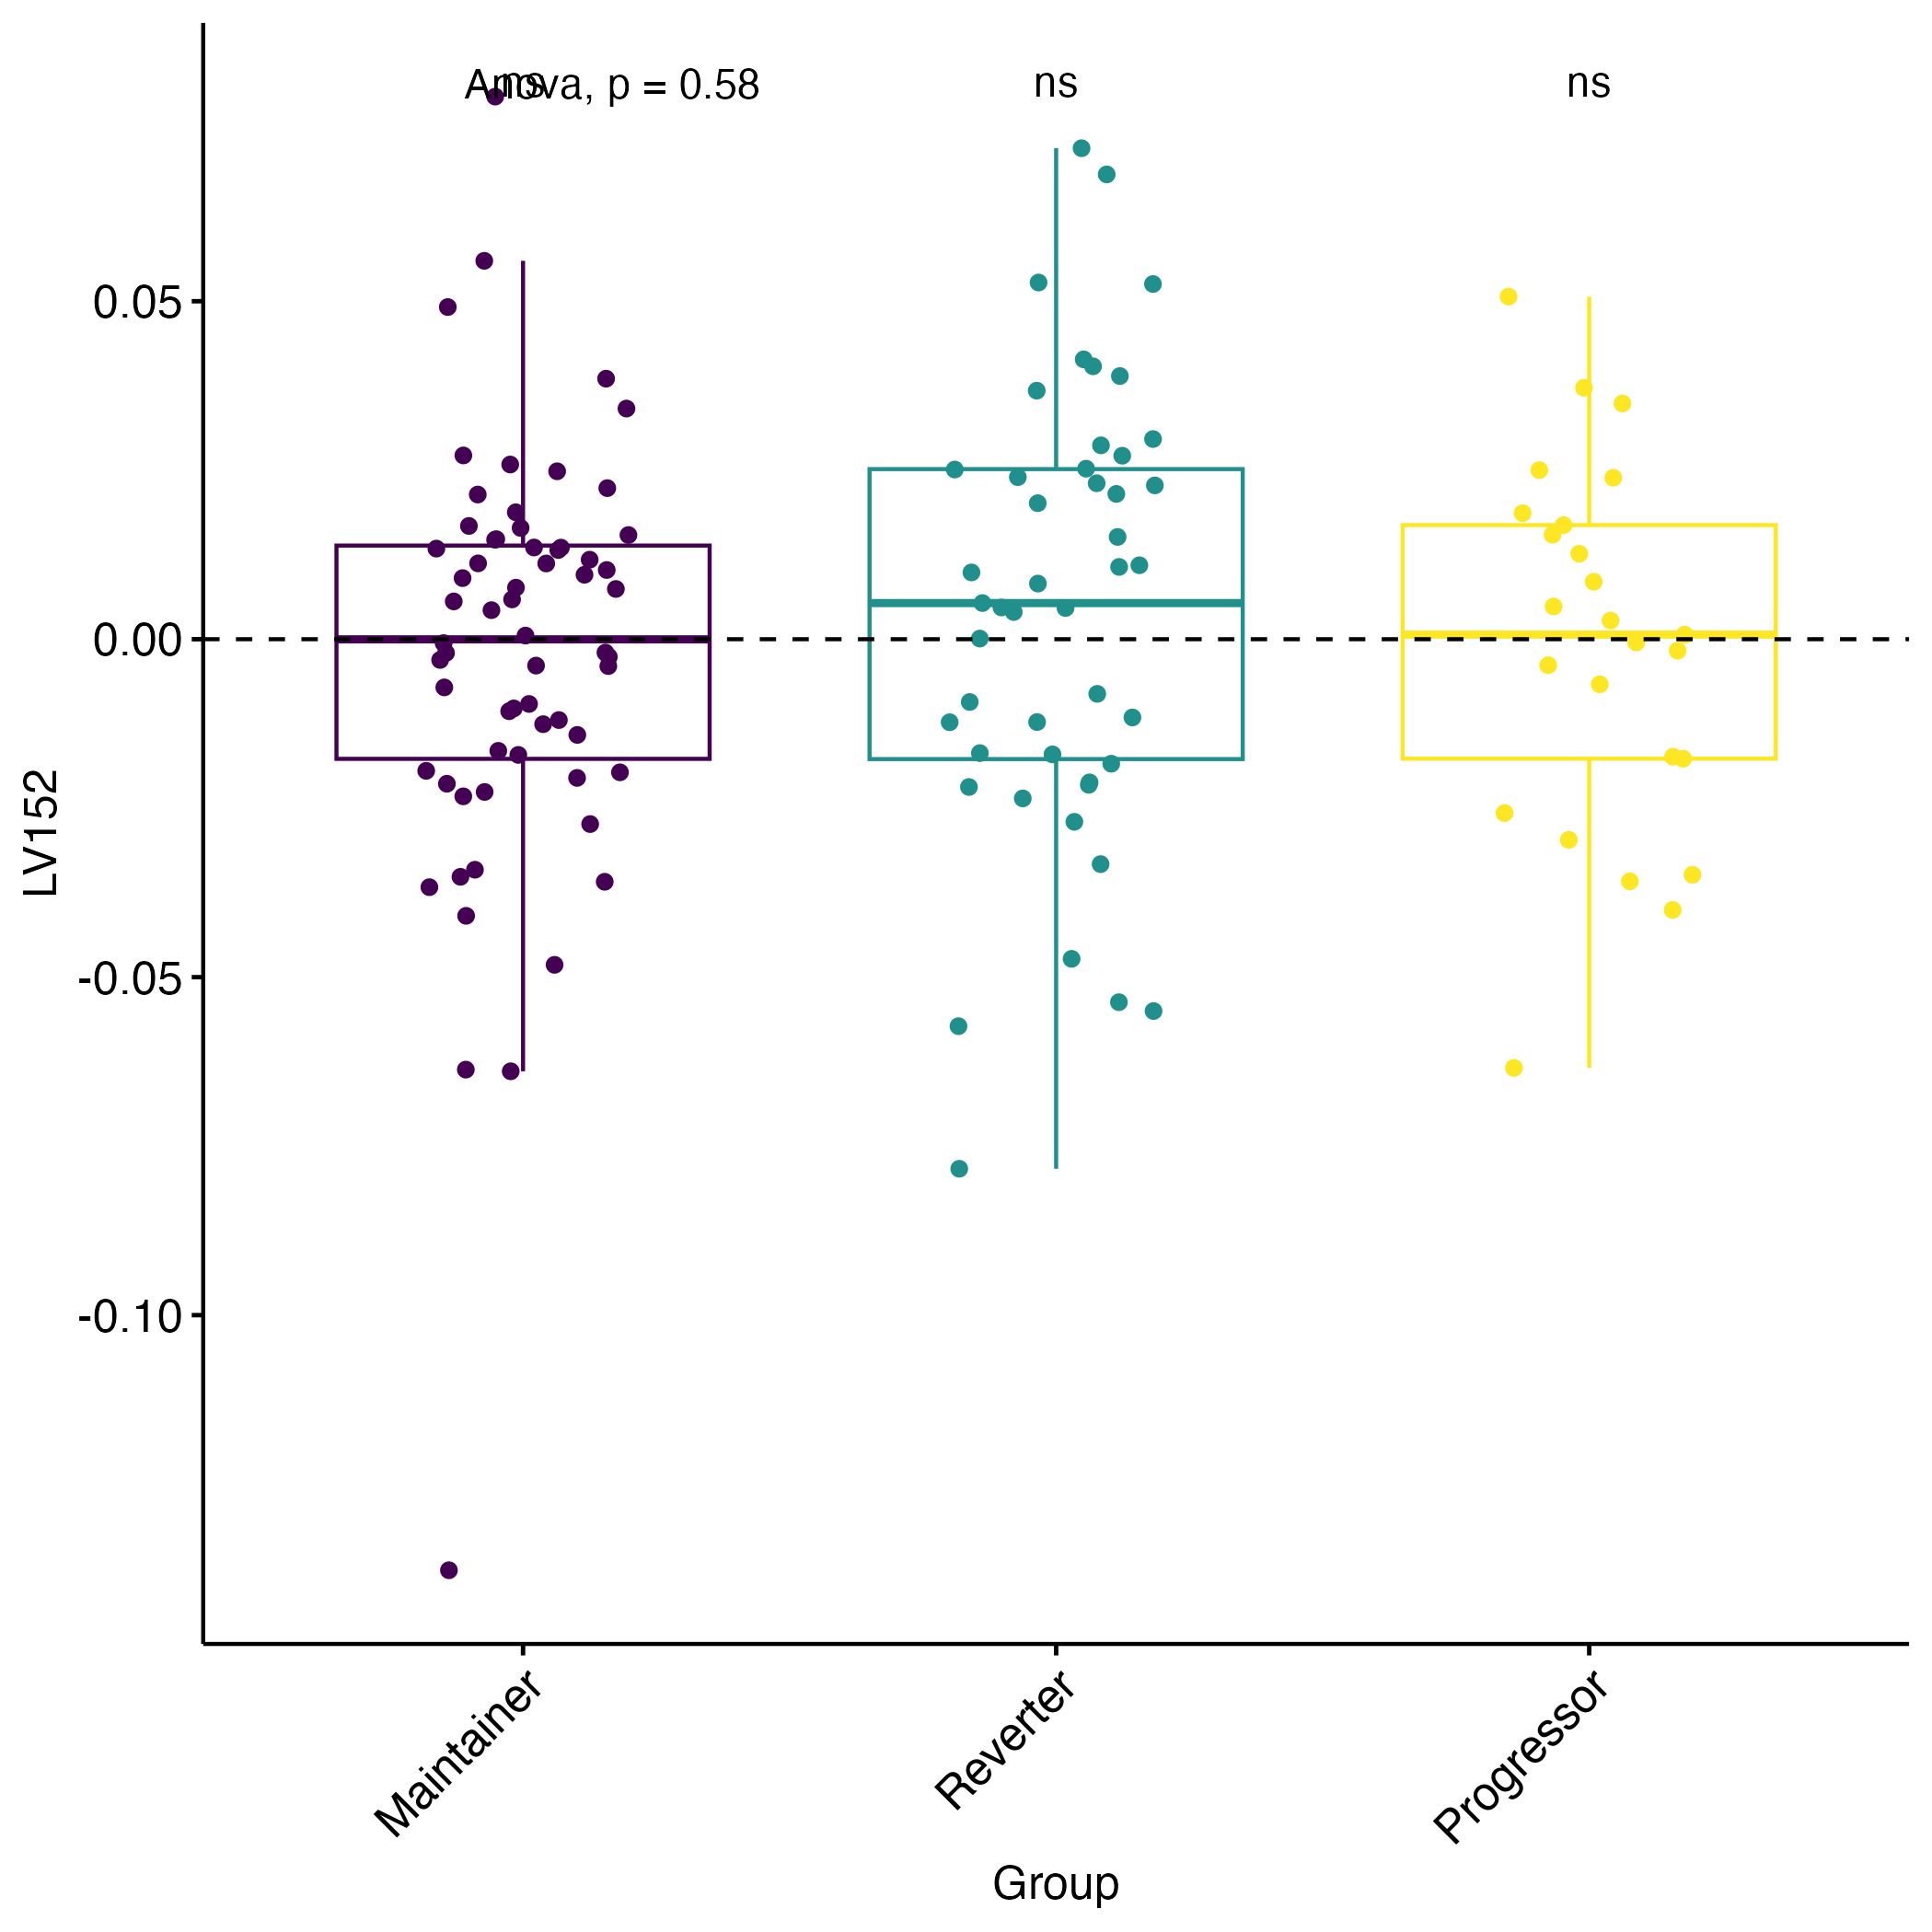 Anova, p = 0.58
ns
ns
ns
0.05
0.00
-0.05
-0.10
LV152
Maintainer
Reverter
Progressor
Group